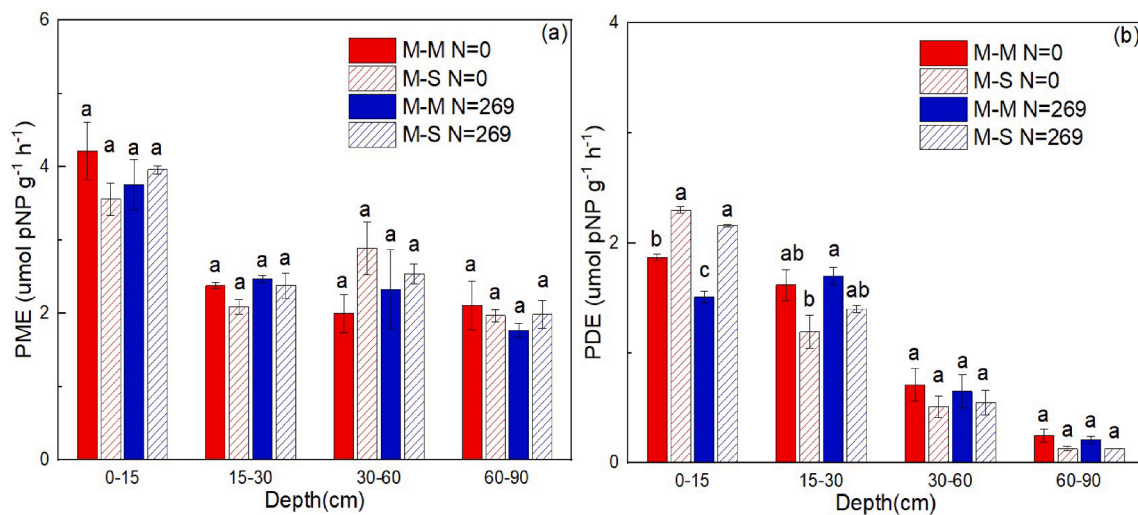 (a)
M-M N=0
M-S N=0
M-M N=269
M-S N=269
PME (umol pNP g⁻¹ h⁻¹)
6
4
2
0
a a a a
a a a a
a a a a
a a a a
0-15 15-30 30-60 60-90
Depth(cm)
(b)
M-M N=0
M-S N=0
M-M N=269
M-S N=269
PDE (umol pNP g⁻¹ h⁻¹)
4
2
0
b a c a
ab b a ab
a a a a
a a a a
0-15 15-30 30-60 60-90
Depth(cm)